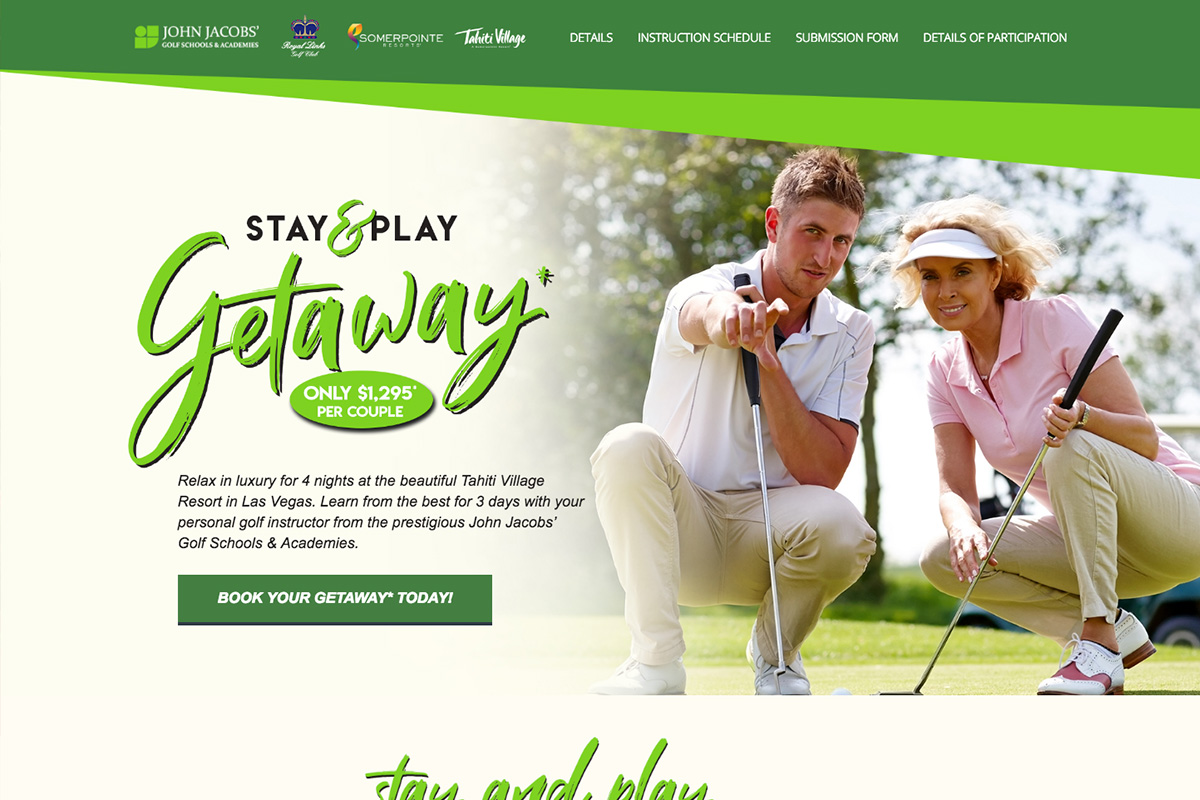 JOHN JACOBS'
GOLF SCHOOLS & ACADEMIES
Royal Links
Golf Club
SOMERPOINTE
RESORTS
Tahiti Village
DETAILS
INSTRUCTION SCHEDULE
SUBMISSION FORM
DETAILS OF PARTICIPATION
STAY & PLAY
Getaway*
ONLY $1,295*
PER COUPLE
Relax in luxury for 4 nights at the beautiful Tahiti Village
Resort in Las Vegas. Learn from the best for 3 days with your
personal golf instructor from the prestigious John Jacobs'
Golf Schools & Academies.
BOOK YOUR GETAWAY* TODAY!
stay and play